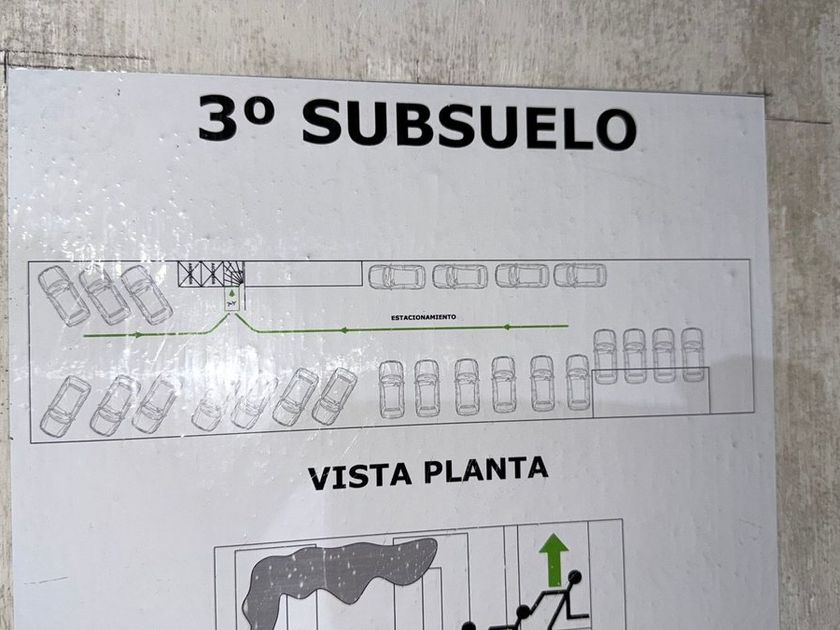 3º SUBSUELO
ESTACIONAMIENTO
VISTA PLANTA